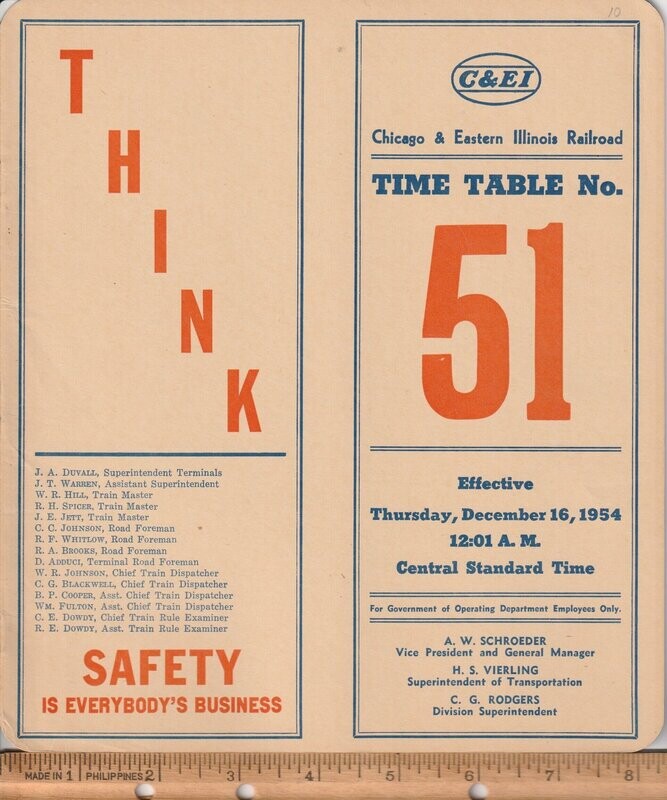 T
H
I
N
K
J. A. DUVALL, Superintendent Terminals
J. T. WARREN, Assistant Superintendent
W. R. HILL, Train Master
R. H. SPICER, Train Master
J. E. JETT, Train Master
C. C. JOHNSON, Road Foreman
R. F. WHITLOW, Road Foreman
R. A. BROOKS, Road Foreman
D. ADDUCI, Terminal Road Foreman
W. R. JOHNSON, Chief Train Dispatcher
C. G. BLACKWELL, Chief Train Dispatcher
B. P. COOPER, Asst. Chief Train Dispatcher
WM. FULTON, Asst. Chief Train Dispatcher
C. E. DOWDY, Chief Train Rule Examiner
R. E. DOWDY, Asst. Train Rule Examiner
SAFETY
IS EVERYBODY'S BUSINESS
10
C&EI
Chicago & Eastern Illinois Railroad
TIME TABLE No.
51
Effective
Thursday, December 16, 1954
12:01 A. M.
Central Standard Time
For Government of Operating Department Employees Only.
A. W. SCHROEDER
Vice President and General Manager
H. S. VIERLING
Superintendent of Transportation
C. G. RODGERS
Division Superintendent
MADE IN 1 PHILIPPINES 2 3 4 5 6 7 8